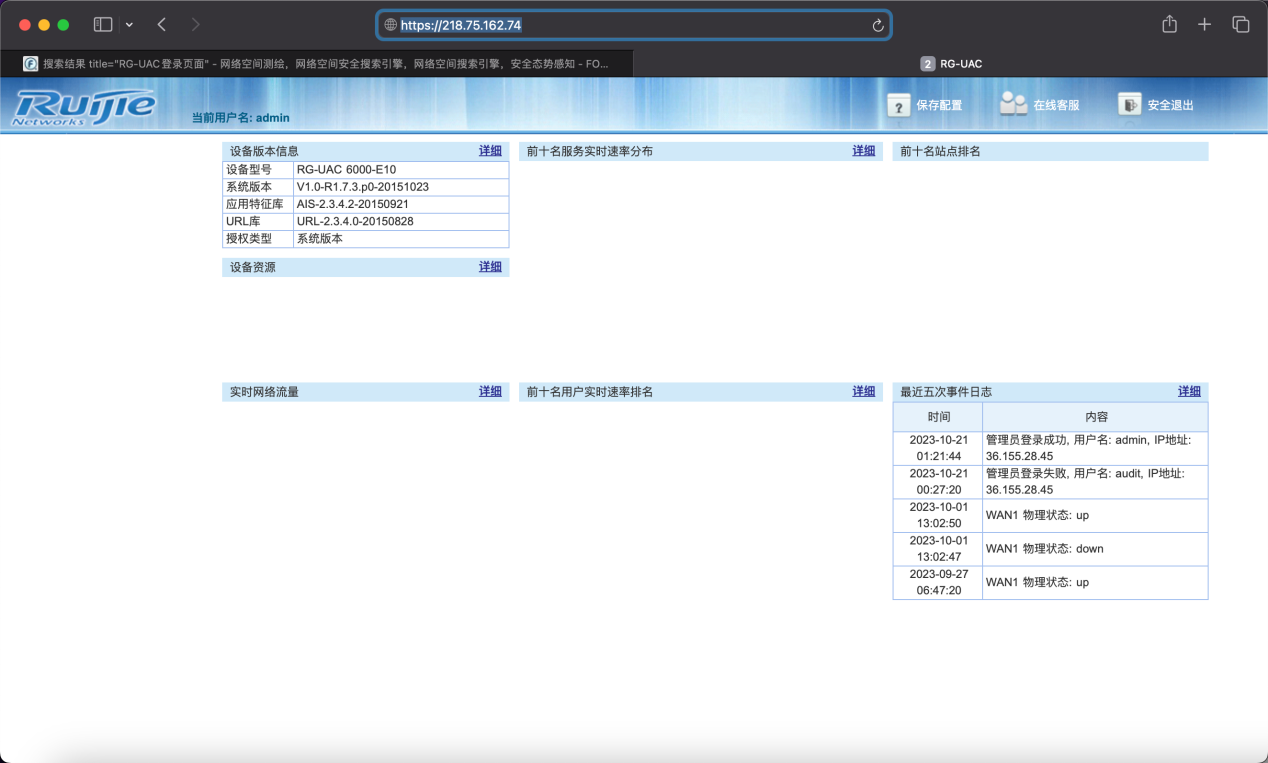 https://218.75.162.74
搜索结果 title="RG-UAC登录页面" - 网络空间测绘，网络空间安全搜索引擎，网络空间搜索引擎，安全态势感知 - FO...
2 RG-UAC
Ruijie
Networks
当前用户名: admin
保存配置
在线客服
安全退出
设备版本信息 详细
设备型号 RG-UAC 6000-E10
系统版本 V1.0-R1.7.3.p0-20151023
应用特征库 AIS-2.3.4.2-20150921
URL库 URL-2.3.4.0-20150828
授权类型 系统版本
设备资源 详细
实时网络流量 详细
前十名服务实时速率分布 详细
前十名用户实时速率排名 详细
前十名站点排名
最近五次事件日志 详细
时间 内容
2023-10-21 管理员登录成功, 用户名: admin, IP地址:
01:21:44 36.155.28.45
2023-10-21 管理员登录失败, 用户名: audit, IP地址:
00:27:20 36.155.28.45
2023-10-01
13:02:50
WAN1 物理状态: up
2023-10-01
13:02:47
WAN1 物理状态: down
2023-09-27
06:47:20
WAN1 物理状态: up